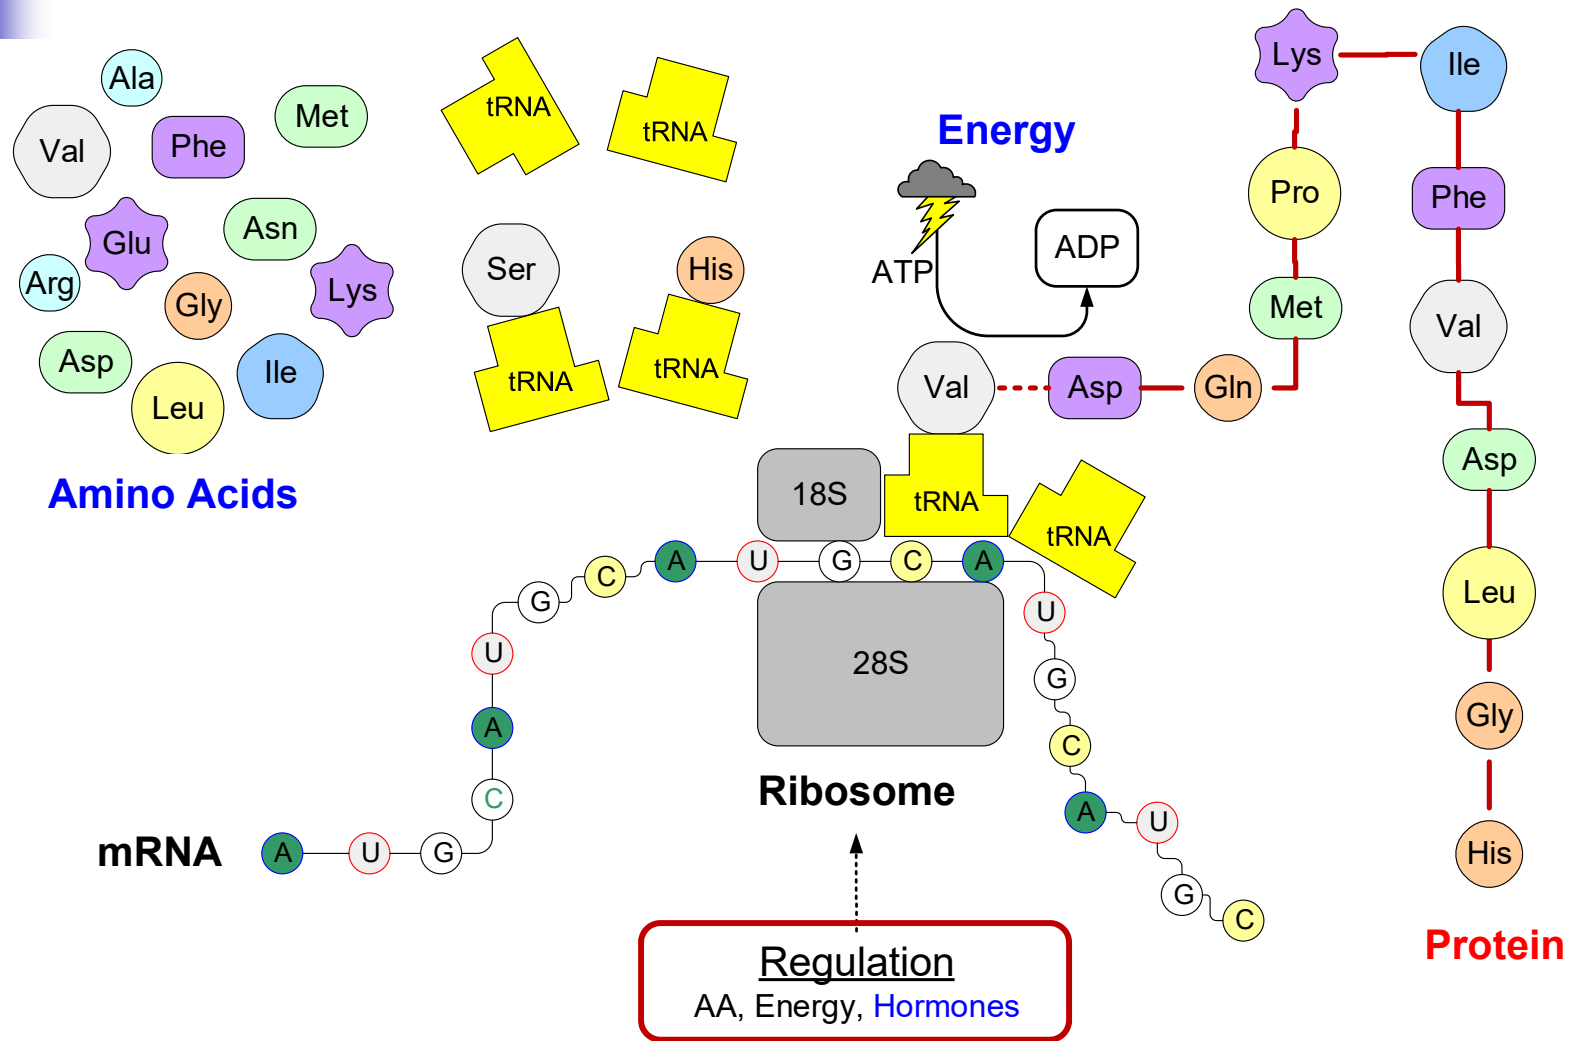 Ala
Val
Phe
Met
Glu
Asn
Arg
Gly
Lys
Asp
Leu
Ile
Amino Acids
tRNA
tRNA
Ser
tRNA
His
tRNA
Energy
ATP
ADP
Val
Asp
Gln
Met
Pro
Lys
Ile
Phe
Val
Asp
Leu
Gly
His
Protein
tRNA
tRNA
18S
28S
Ribosome
mRNA
A
U
G
C
A
U
G
C
A
U
G
C
A
U
G
C
A
U
G
C
Regulation
AA, Energy, Hormones